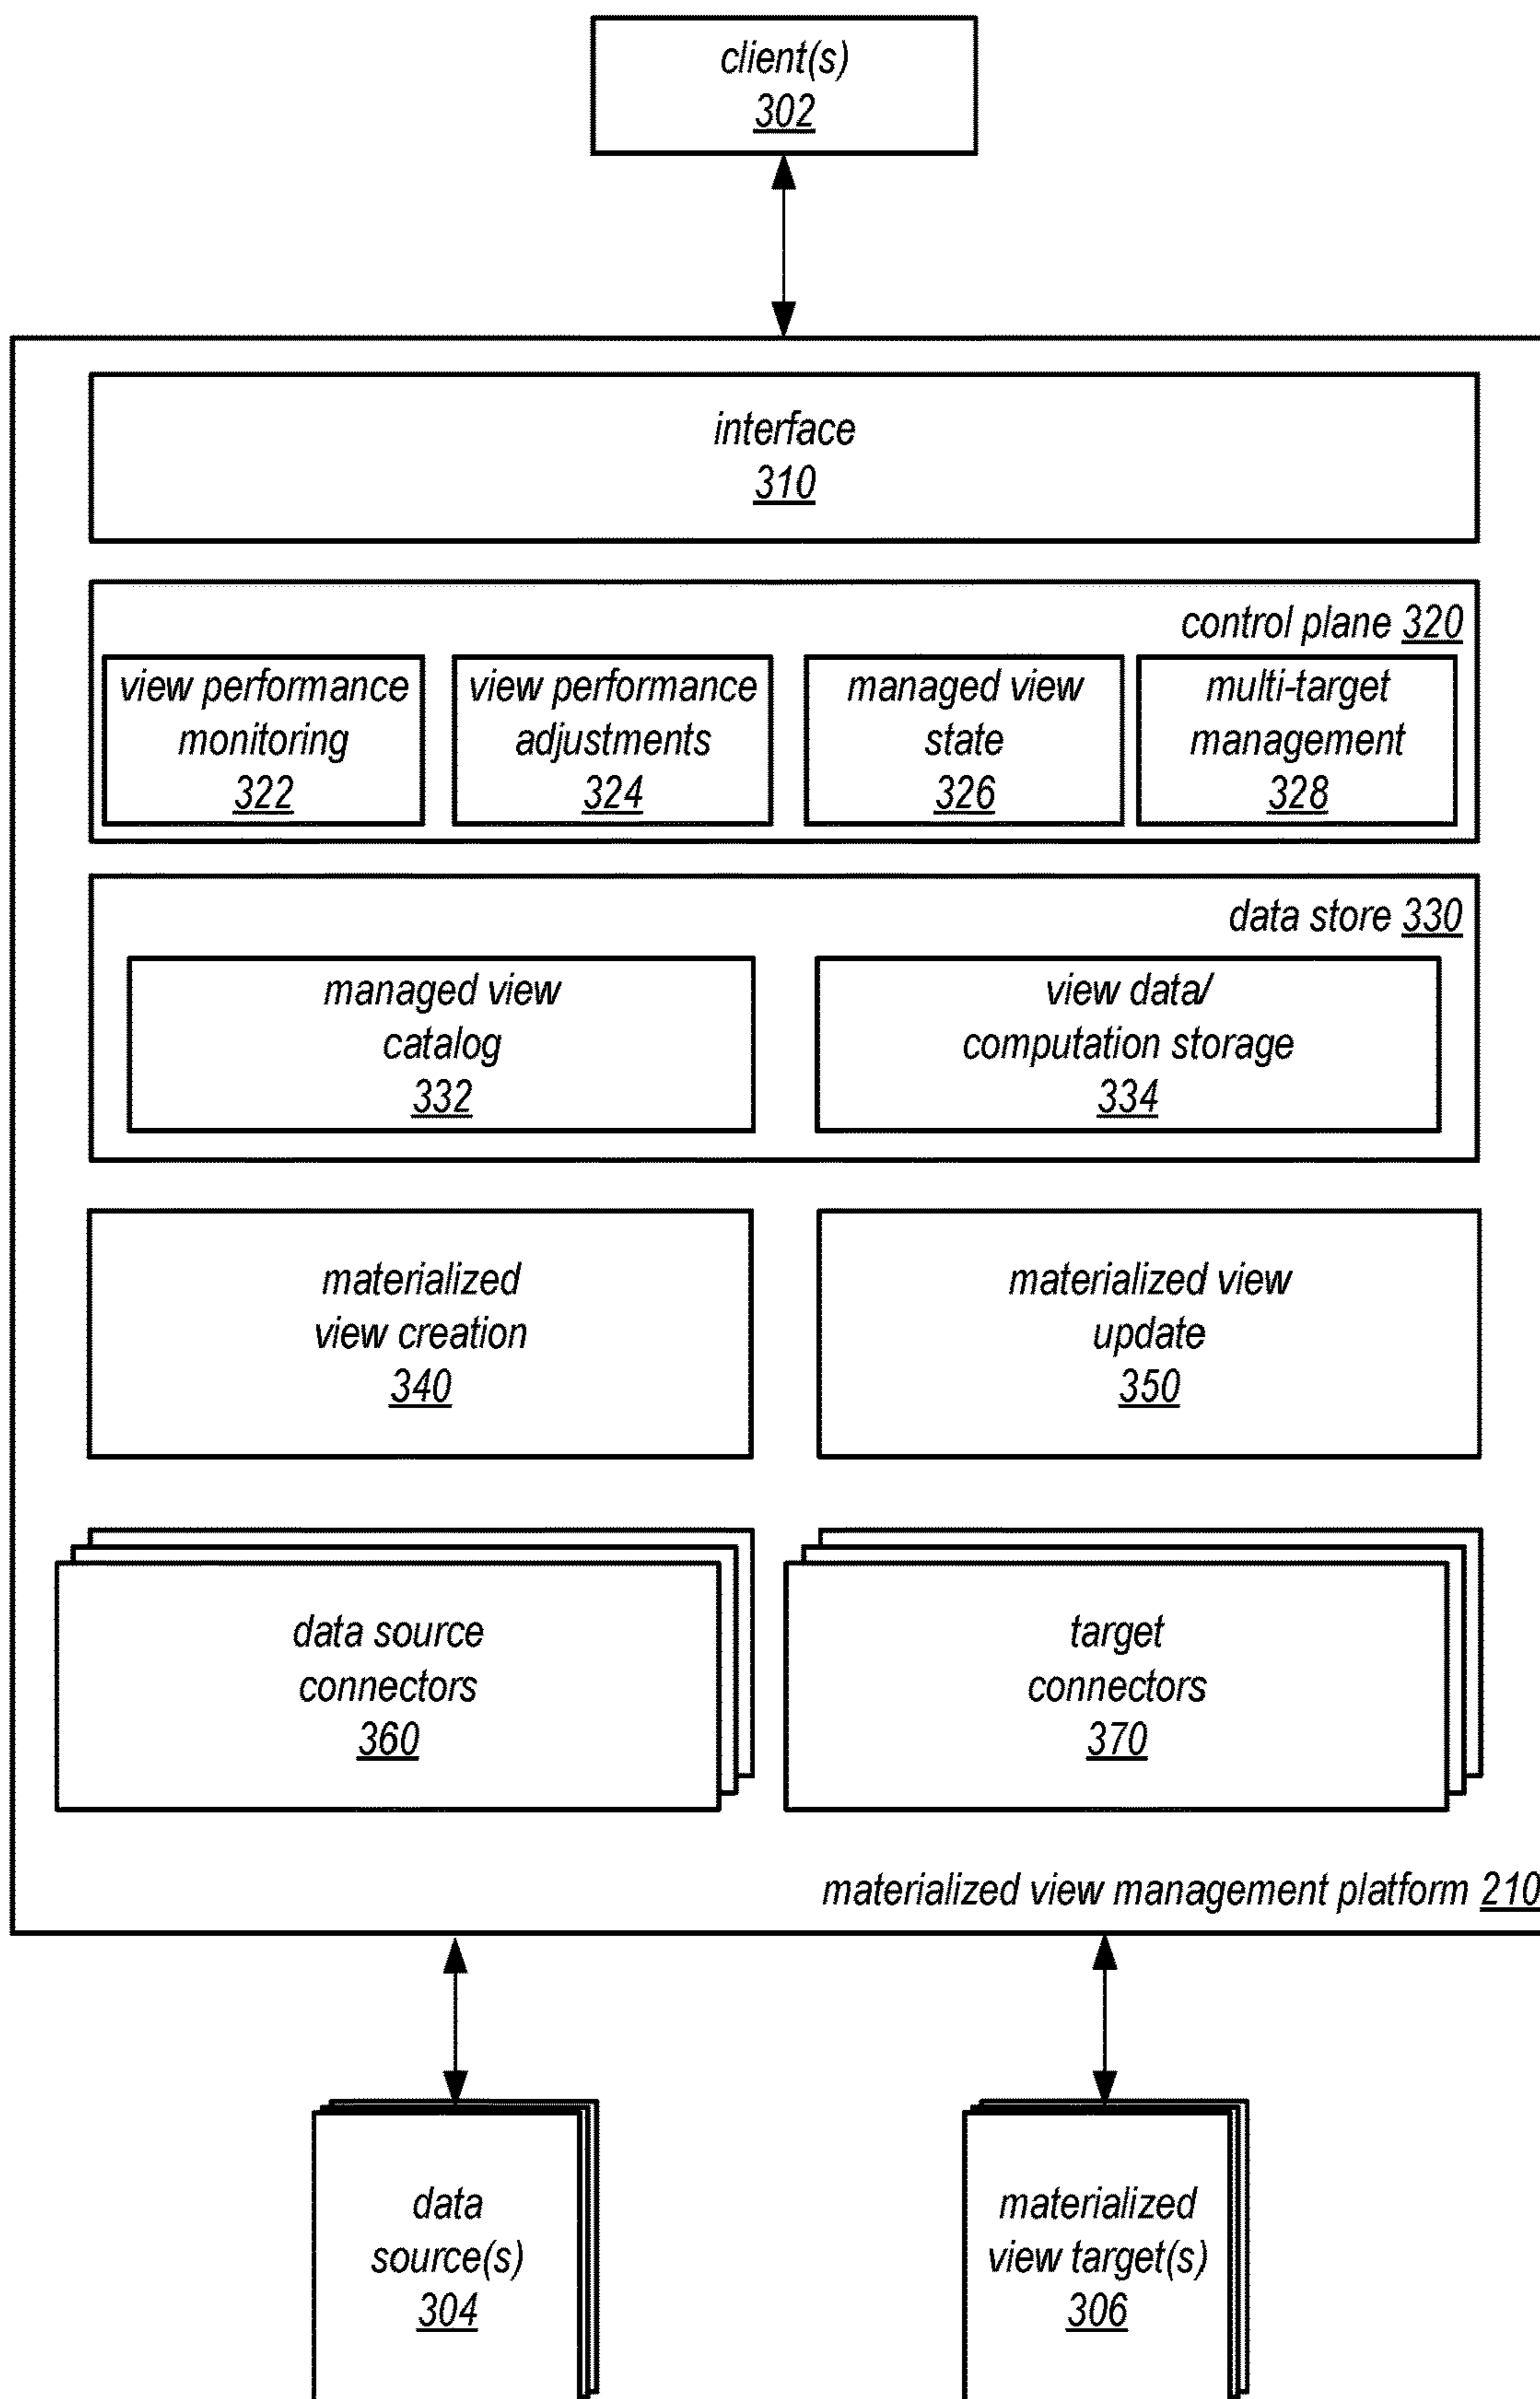 client(s)
302
interface
310
control plane 320
view performance
monitoring
322
view performance
adjustments
324
managed view
state
326
multi-target
management
328
data store 330
managed view
catalog
332
view data/
computation storage
334
materialized
view creation
340
materialized view
update
350
data source
connectors
360
target
connectors
370
materialized view management platform 210
data
source(s)
304
materialized
view target(s)
306